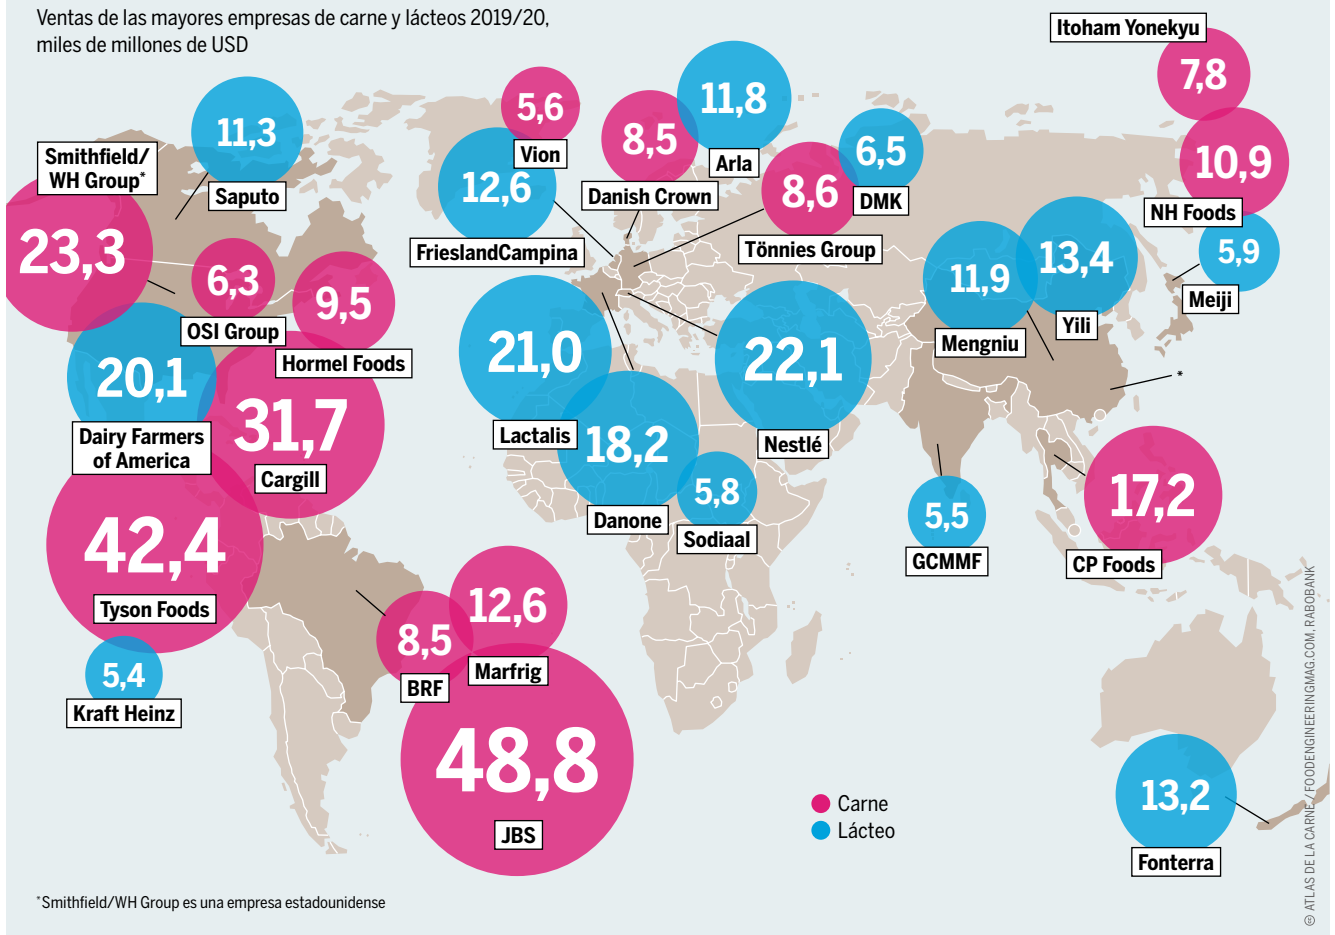 Ventas de las mayores empresas de carne y lácteos 2019/20,
miles de millones de USD
Itoham Yonekyu
7,8
10,9
NH Foods
5,9
Meiji
Smithfield/
WH Group*
23,3
11,3
Saputo
6,3
OSI Group
9,5
Hormel Foods
20,1
Dairy Farmers
of America
31,7
Cargill
42,4
Tyson Foods
5,4
Kraft Heinz
5,6
Vion
12,6
FrieslandCampina
8,5
Danish Crown
11,8
Arla
8,6
Tönnies Group
6,5
DMK
21,0
Lactalis
18,2
Danone
22,1
Nestlé
5,8
Sodiaal
11,9
Mengniu
13,4
Yili
*
5,5
GCMMF
17,2
CP Foods
8,5
BRF
12,6
Marfrig
48,8
JBS
13,2
Fonterra
Carne
Lácteo
*Smithfield/WH Group es una empresa estadounidense
© ATLAS DE LA CARNE / FOODENGINEERINGMAG.COM, RABOBANK